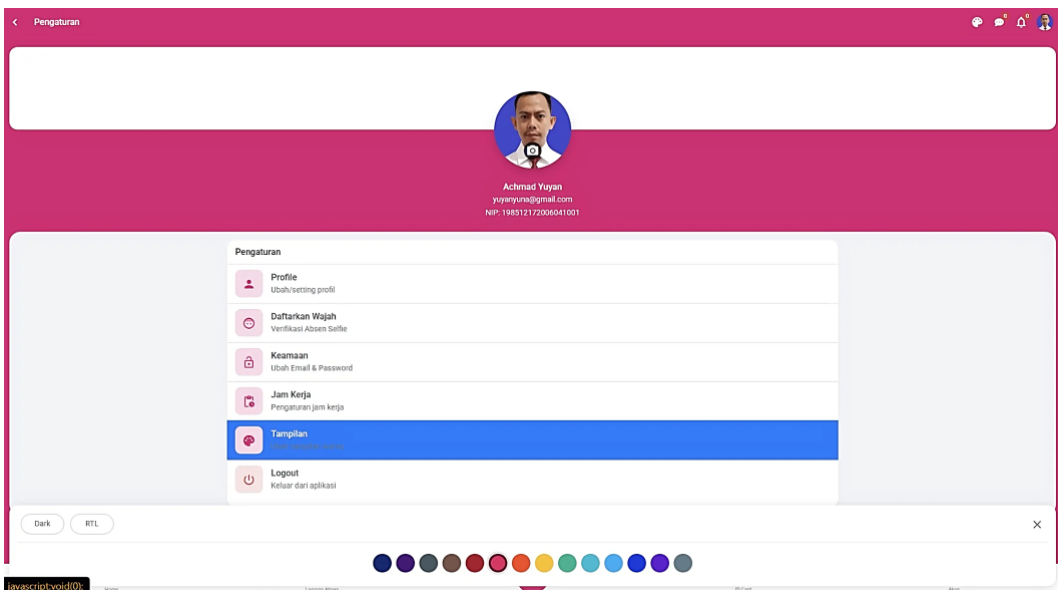 Pengaturan
Achmad Yuyan
yuyanyuna@gmail.com
NIP: 198512172006041001
Pengaturan
Profile
Ubah/setting profil
Daftarkan Wajah
Verifikasi Absen Selfie
Keamaan
Ubah Email & Password
Jam Kerja
Pengaturan jam kerja
Tampilan
Logout
Keluar dari aplikasi
Dark RTL
javascript:void(0);
Home